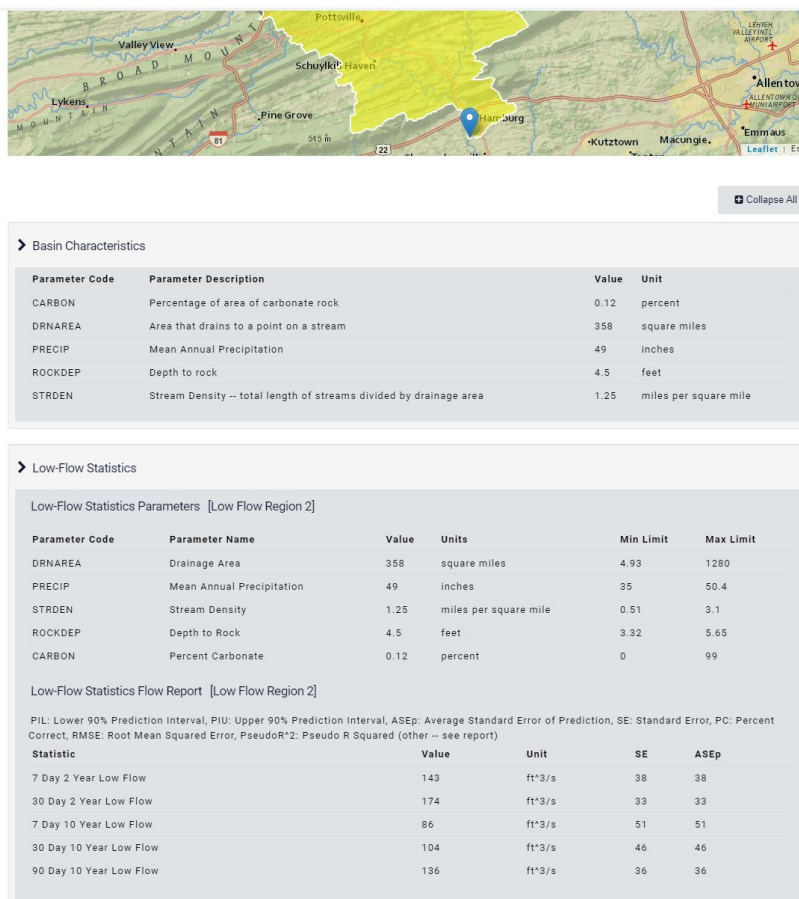 Pottsville
LEHIGH
VALLEY INTL
AIRPORT
Valley View
BROAD MOUNT
Schuylkill Haven
Allentow
Lykens
MOUNTAIN
Pine Grove
Hamburg
MOUNTAIN
81
515 m
22
Kutztown
Macungie
Emmaus
Leaflet | Es
Collapse All
Basin Characteristics
Parameter Code Parameter Description Value Unit
CARBON Percentage of area of carbonate rock 0.12 percent
DRNAREA Area that drains to a point on a stream 358 square miles
PRECIP Mean Annual Precipitation 49 inches
ROCKDEP Depth to rock 4.5 feet
STRDEN Stream Density -- total length of streams divided by drainage area 1.25 miles per square mile
Low-Flow Statistics
Low-Flow Statistics Parameters [Low Flow Region 2]
Parameter Code Parameter Name Value Units Min Limit Max Limit
DRNAREA Drainage Area 358 square miles 4.93 1280
PRECIP Mean Annual Precipitation 49 inches 35 50.4
STRDEN Stream Density 1.25 miles per square mile 0.51 3.1
ROCKDEP Depth to Rock 4.5 feet 3.32 5.65
CARBON Percent Carbonate 0.12 percent 0 99
Low-Flow Statistics Flow Report [Low Flow Region 2]
PIL: Lower 90% Prediction Interval, PIU: Upper 90% Prediction Interval, ASEp: Average Standard Error of Prediction, SE: Standard Error, PC: Percent
Correct, RMSE: Root Mean Squared Error, PseudoR^2: Pseudo R Squared (other -- see report)
Statistic Value Unit SE ASEp
7 Day 2 Year Low Flow 143 ft^3/s 38 38
30 Day 2 Year Low Flow 174 ft^3/s 33 33
7 Day 10 Year Low Flow 86 ft^3/s 51 51
30 Day 10 Year Low Flow 104 ft^3/s 46 46
90 Day 10 Year Low Flow 136 ft^3/s 36 36